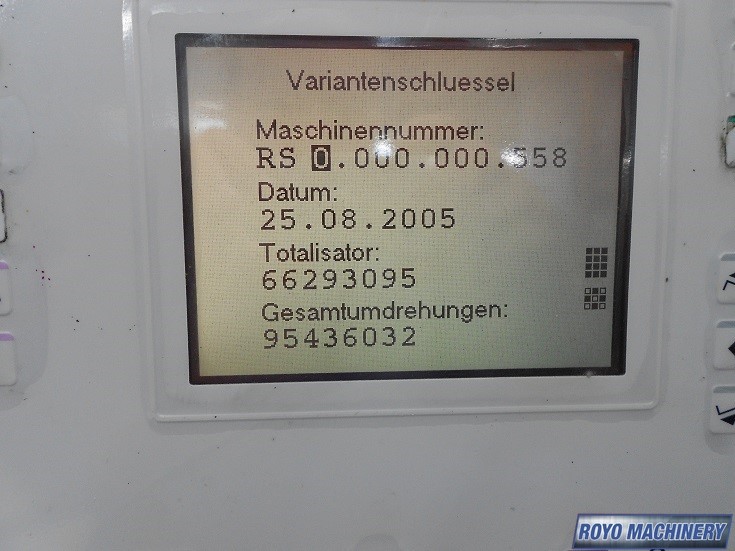 Variantenschluessel
Maschinennummer:
RS 0.000.000.558
Datum:
25.08.2005
Totalisator:
66293095
Gesamtumdrehungen:
95436032
ROYO MACHINERY